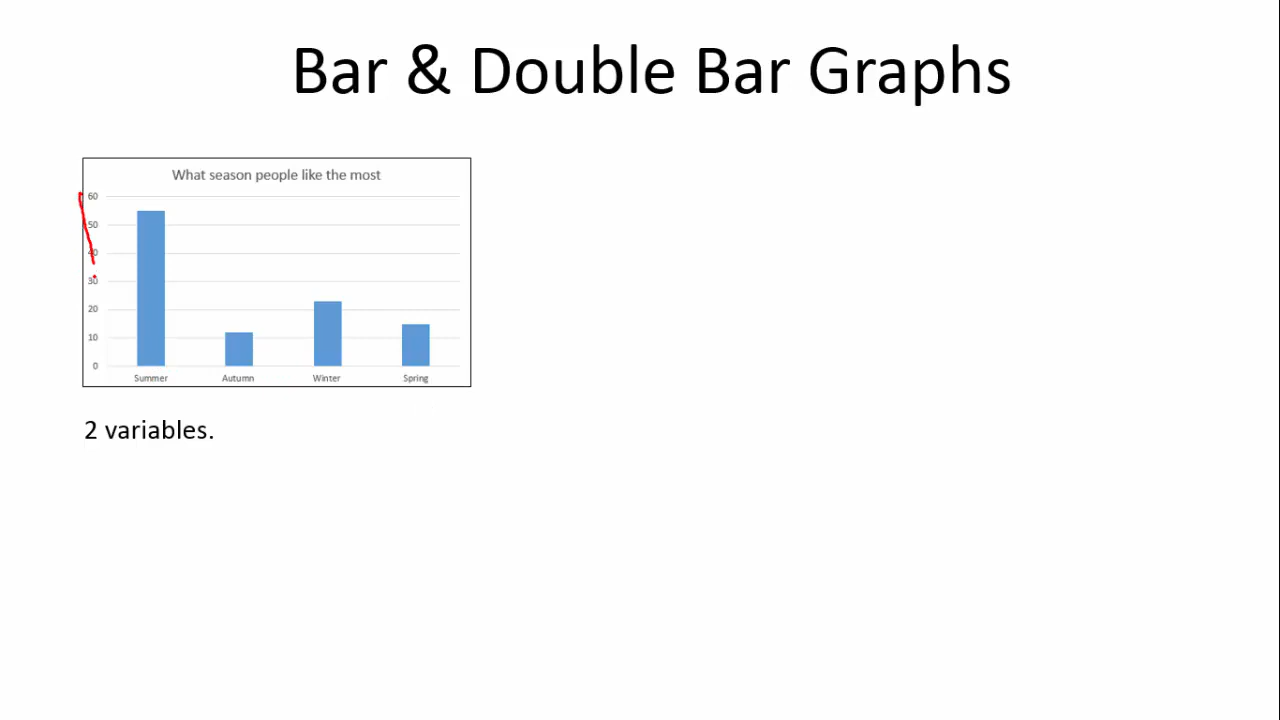 Bar & Double Bar Graphs
What season people like the most
60
50
40
30
20
10
0
Summer Autumn Winter Spring
2 variables.